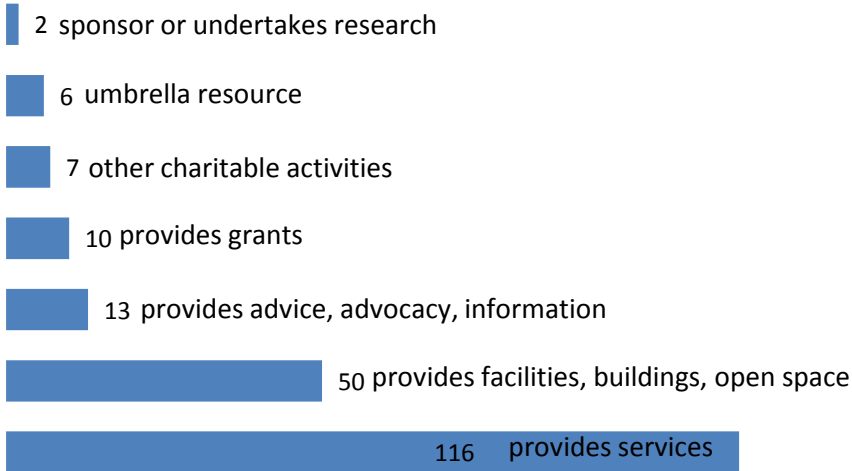 2 sponsor or undertakes research
6 umbrella resource
7 other charitable activities
10 provides grants
13 provides advice, advocacy, information
50 provides facilities, buildings, open space
116 provides services